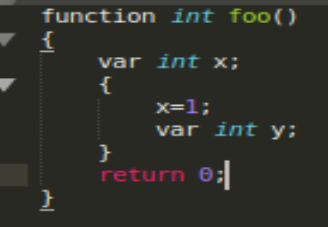 function int foo()
{
var int x;
{
x=1;
var int y;
}
return 0;
}